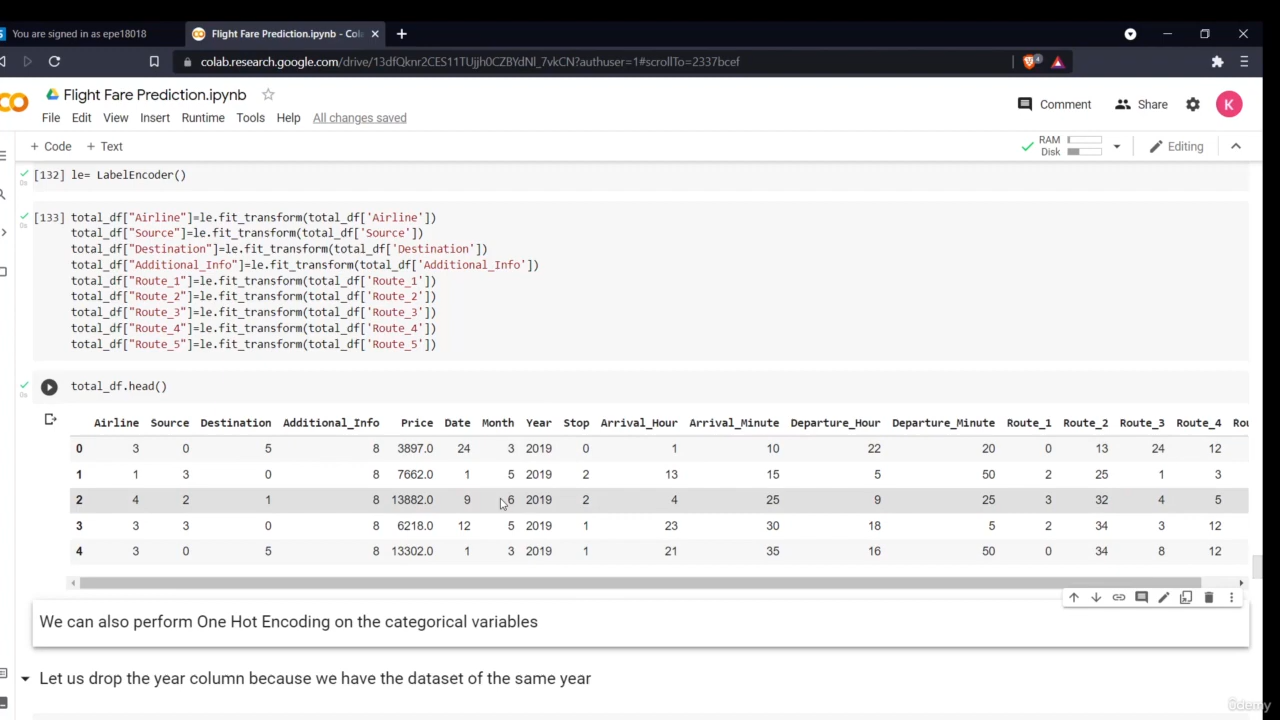 You are signed in as epe18018
Flight Fare Prediction.ipynb - Col
colab.research.google.com/drive/13dfQknr2CES11TUjjh0CZBYdNl_7vkCN?authuser=1#scrollTo=2337bcef
Flight Fare Prediction.ipynb
Comment Share K
File Edit View Insert Runtime Tools Help All changes saved
+ Code + Text
RAM
Disk
Editing
[132] le= LabelEncoder()
0s
[133] total_df["Airline"]=le.fit_transform(total_df['Airline'])
0s
total_df["Source"]=le.fit_transform(total_df['Source'])
total_df["Destination"]=le.fit_transform(total_df['Destination'])
total_df["Additional_Info"]=le.fit_transform(total_df['Additional_Info'])
total_df["Route_1"]=le.fit_transform(total_df['Route_1'])
total_df["Route_2"]=le.fit_transform(total_df['Route_2'])
total_df["Route_3"]=le.fit_transform(total_df['Route_3'])
total_df["Route_4"]=le.fit_transform(total_df['Route_4'])
total_df["Route_5"]=le.fit_transform(total_df['Route_5'])
total_df.head()
0s
Airline Source Destination Additional_Info Price Date Month Year Stop Arrival_Hour Arrival_Minute Departure_Hour Departure_Minute Route_1 Route_2 Route_3 Route_4 Rou
0 3 0 5 8 3897.0 24 3 2019 0 1 10 22 20 0 13 24 12
1 1 3 0 8 7662.0 1 5 2019 2 13 15 5 50 2 25 1 3
2 4 2 1 8 13882.0 9 6 2019 2 4 25 9 25 3 32 4 5
3 3 3 0 8 6218.0 12 5 2019 1 23 30 18 5 2 34 3 12
4 3 0 5 8 13302.0 1 3 2019 1 21 35 16 50 0 34 8 12
We can also perform One Hot Encoding on the categorical variables
Let us drop the year column because we have the dataset of the same year
ûdemy